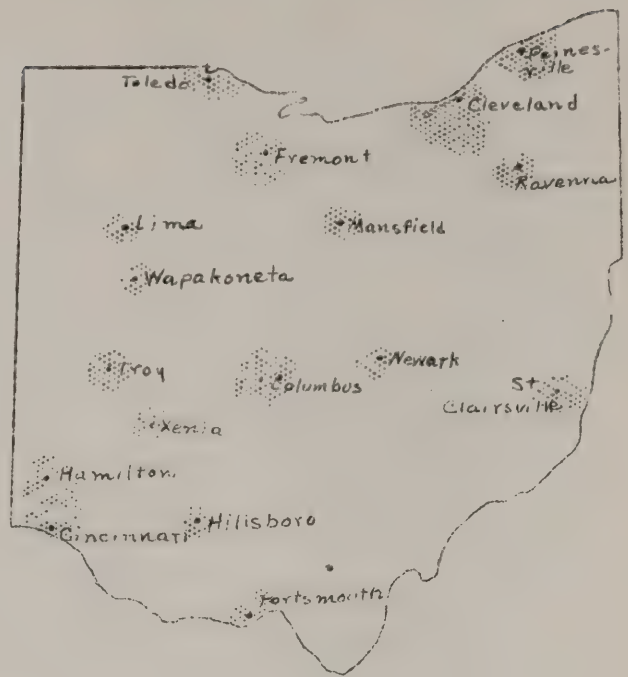 Paines-
ville
Toledo
Cleveland
Fremont
Ravenna
Lima
Mansfield
Wapakoneta
Troy
Columbus
Newark
St
Clairsville
Xenia
Hamilton
Cincinnati
Hillsboro
Portsmouth